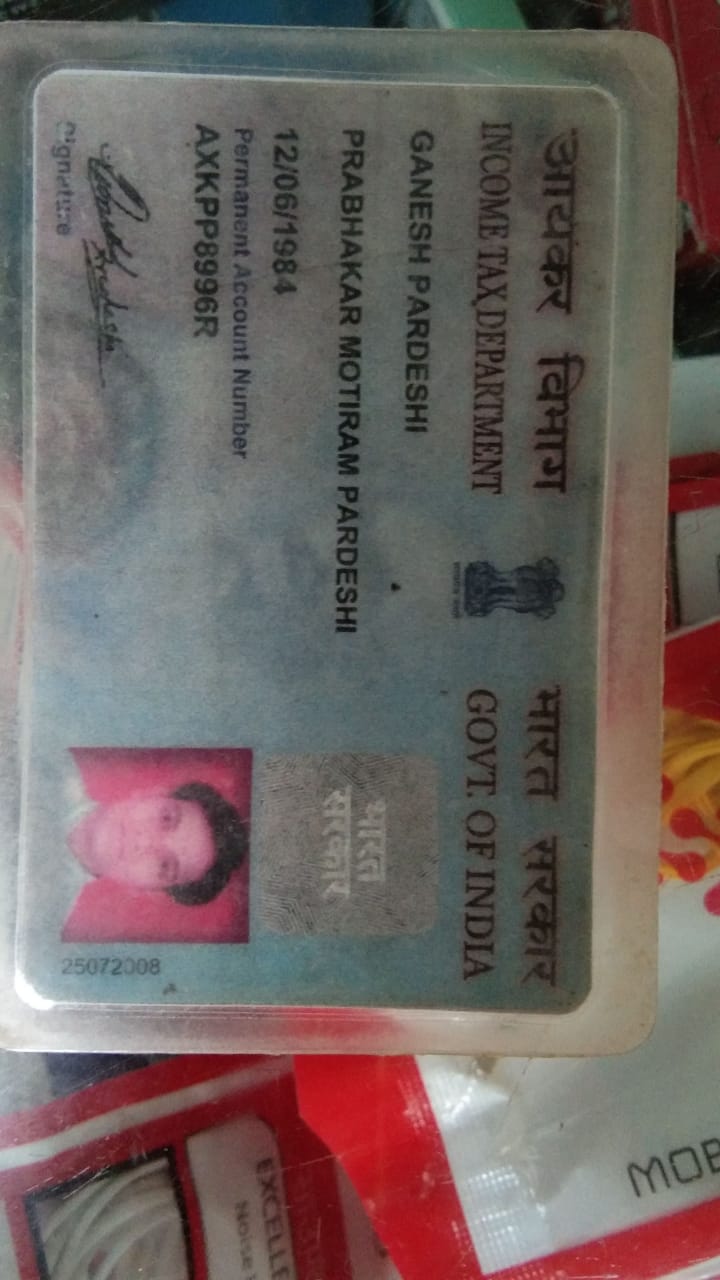 आयकर विभाग
INCOME TAX DEPARTMENT
भारत सरकार
GOVT. OF INDIA
GANESH PARDESHI
PRABHAKAR MOTIRAM PARDESHI
12/06/1984
Permanent Account Number
AXKPP8996R
Signature
भारत
सरकार
25072008
MOB
EXCELLE
Noise